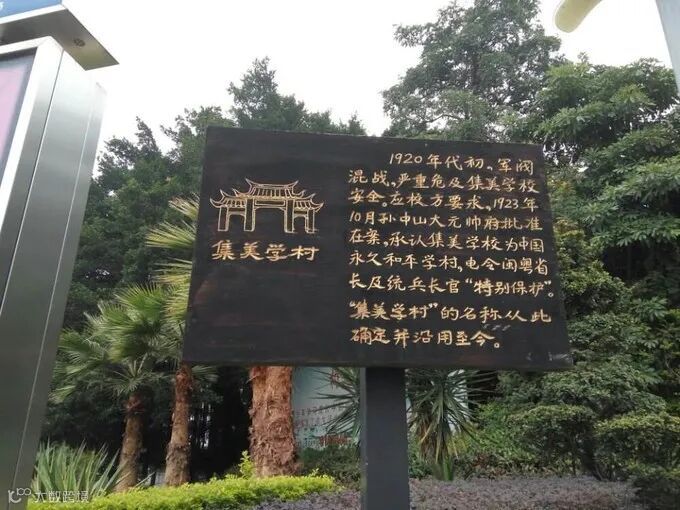 集美学村
1920年代初，军阀
混战，严重危及集美学校
安全。应校方要求，1923年
10月孙中山大元帅府批准
在案，承认集美学校为中国
永久和平学村，电令闽粤省
长及统兵长官“特别保护”。
“集美学村”的名称从此
确定并沿用至今。
大数跨境